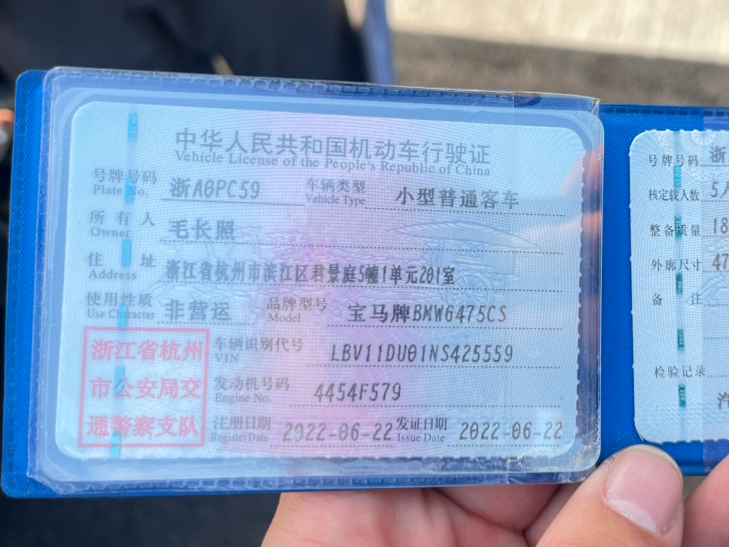 中华人民共和国机动车行驶证
Vehicle License of the People's Republic of China
号牌号码 浙A0PC59 车辆类型 小型普通客车
Plate No. Vehicle Type
所有人 毛长照
Owner
住址 浙江省杭州市滨江区君景庭5幢1单元201室
Address
使用性质 非营运 品牌型号 宝马牌BMW6475CS
Use Character Model
浙江省杭州
市公安局交
通警察支队
车辆识别代号 LBV11DU01NS425559
VIN
发动机号码 4454F579
Engine No.
注册日期 2022-06-22 发证日期 2022-06-22
Register Date Issue Date
号牌号码 浙
核定载人数 5人
整备质量 18
外廓尺寸 47
备注
检验记录